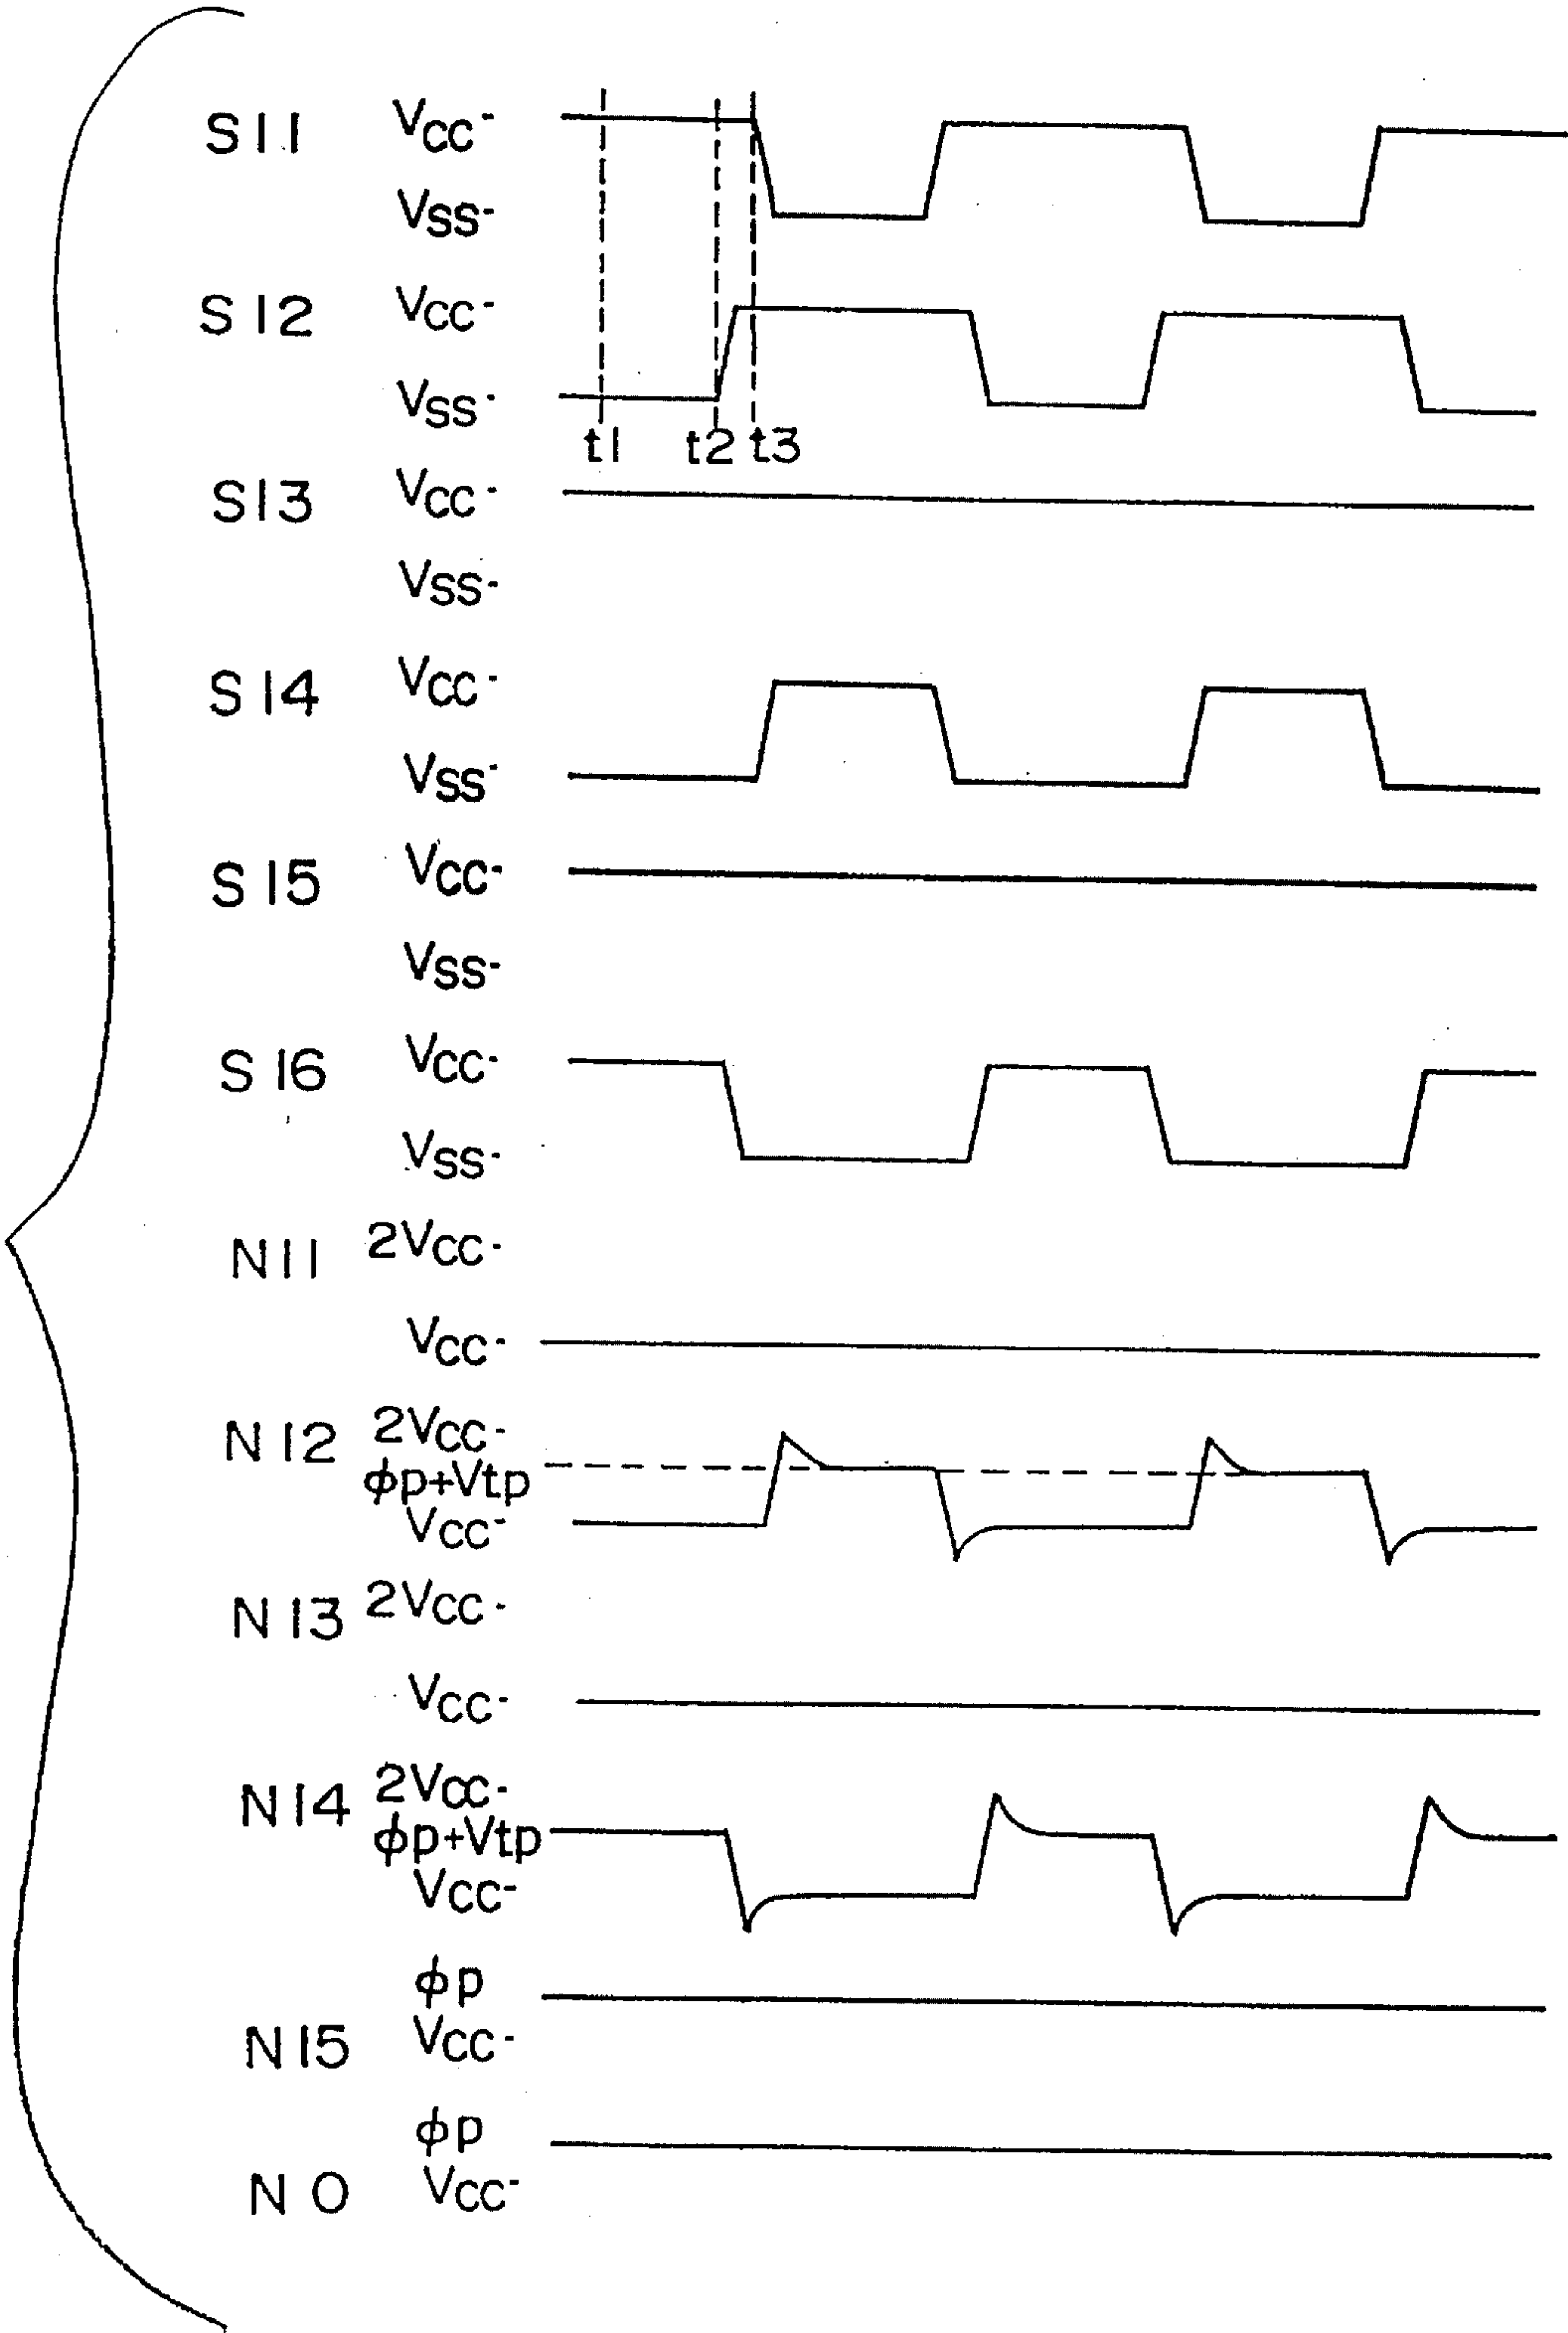 S11 VCC-
VSS-
S12 VCC-
VSS-
t1 t2 t3
S13 VCC-
VSS-
S14 VCC-
VSS-
S15 VCC-
VSS-
S16 VCC-
VSS-
N11 2VCC-
VCC-
N12 2VCC-
ϕp+Vtp
VCC-
N13 2VCC-
VCC-
N14 2VCC-
ϕp+Vtp
VCC-
ϕp
N15 VCC-
ϕp
N0 VCC-